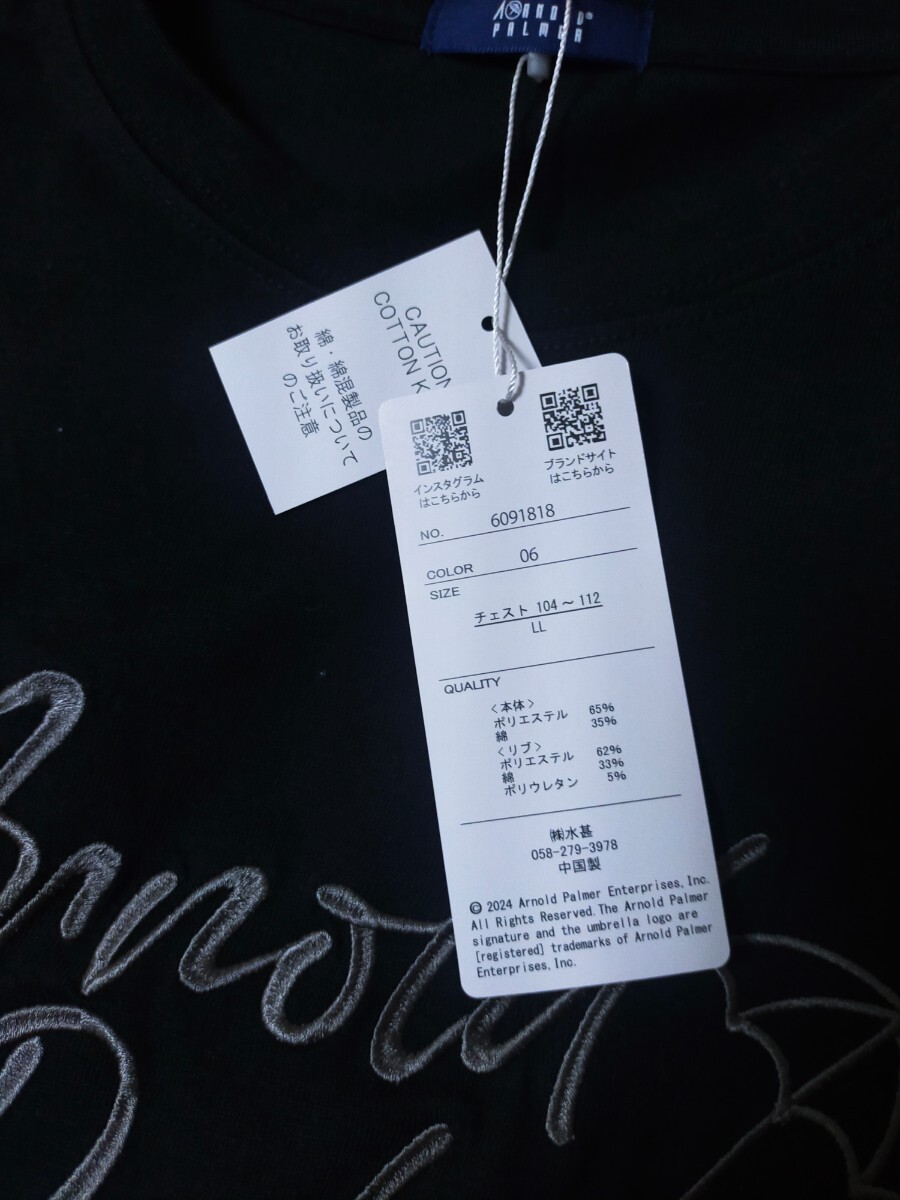 ARNOLD
PALMER
CAUTION
COTTON K
綿・綿混製品の
お取り扱いについて
のご注意
インスタグラム
はこちらから
ブランドサイト
はこちらから
NO. 6091818
COLOR 06
SIZE
チェスト 104～112
LL
QUALITY
〈本体〉
ポリエステル 65%
綿 35%
〈リブ〉
ポリエステル 62%
綿 33%
ポリウレタン 5%
㈱水甚
058-279-3978
中国製
© 2024 Arnold Palmer Enterprises, Inc.
All Rights Reserved. The Arnold Palmer
signature and the umbrella logo are
[registered] trademarks of Arnold Palmer
Enterprises, Inc.
Arnold